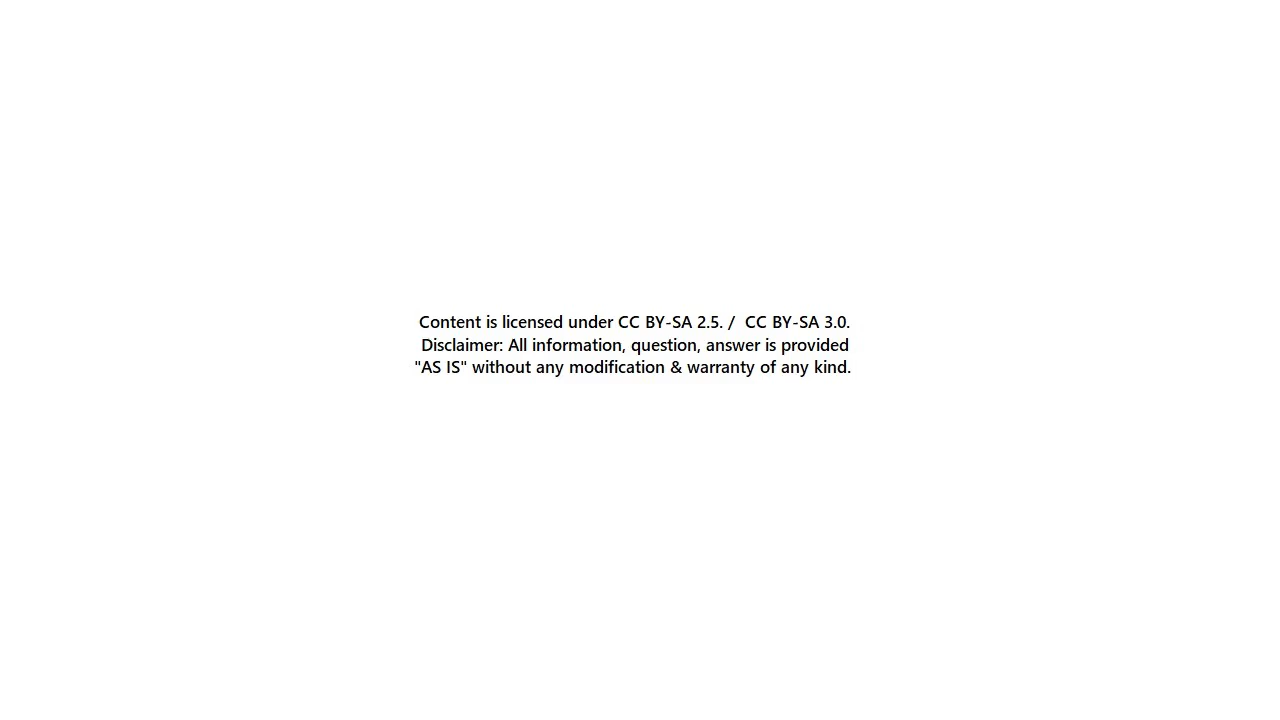 Content is licensed under CC BY-SA 2.5. /  CC BY-SA 3.0.
Disclaimer: All information, question, answer is provided
"AS IS" without any modification & warranty of any kind.